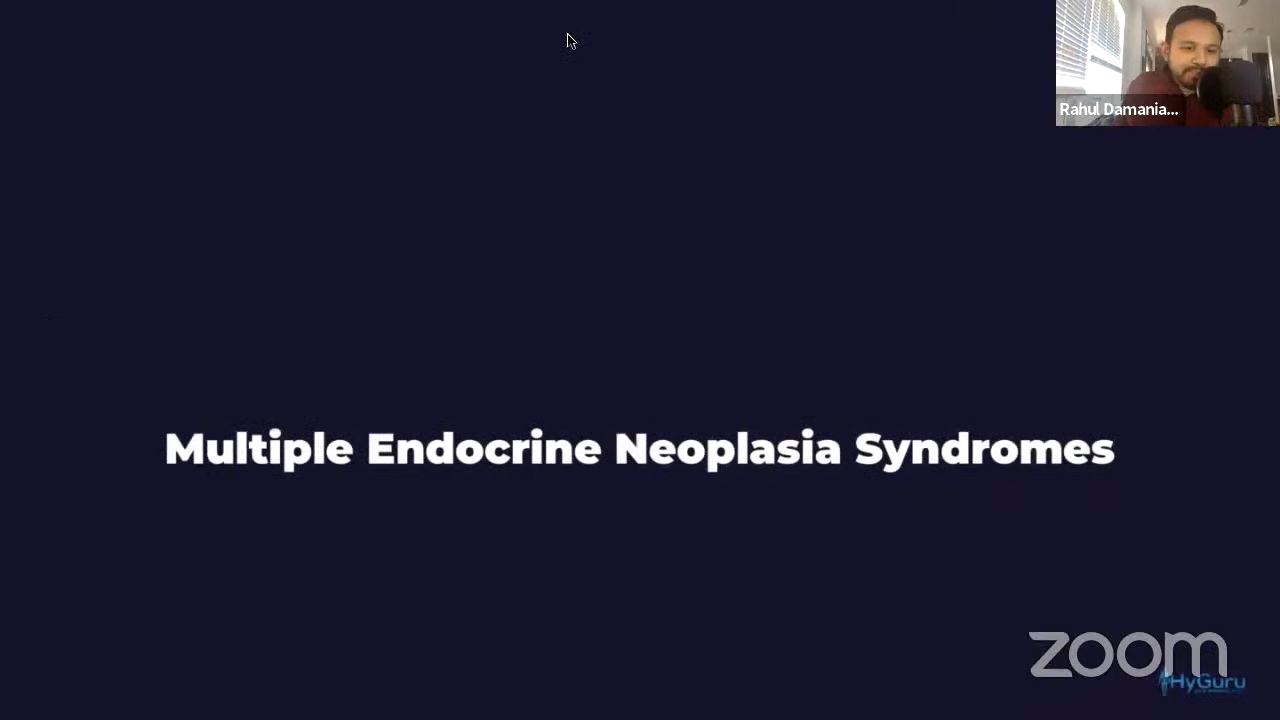 Rahul Damania...
Multiple Endocrine Neoplasia Syndromes
zoom
HyGuru